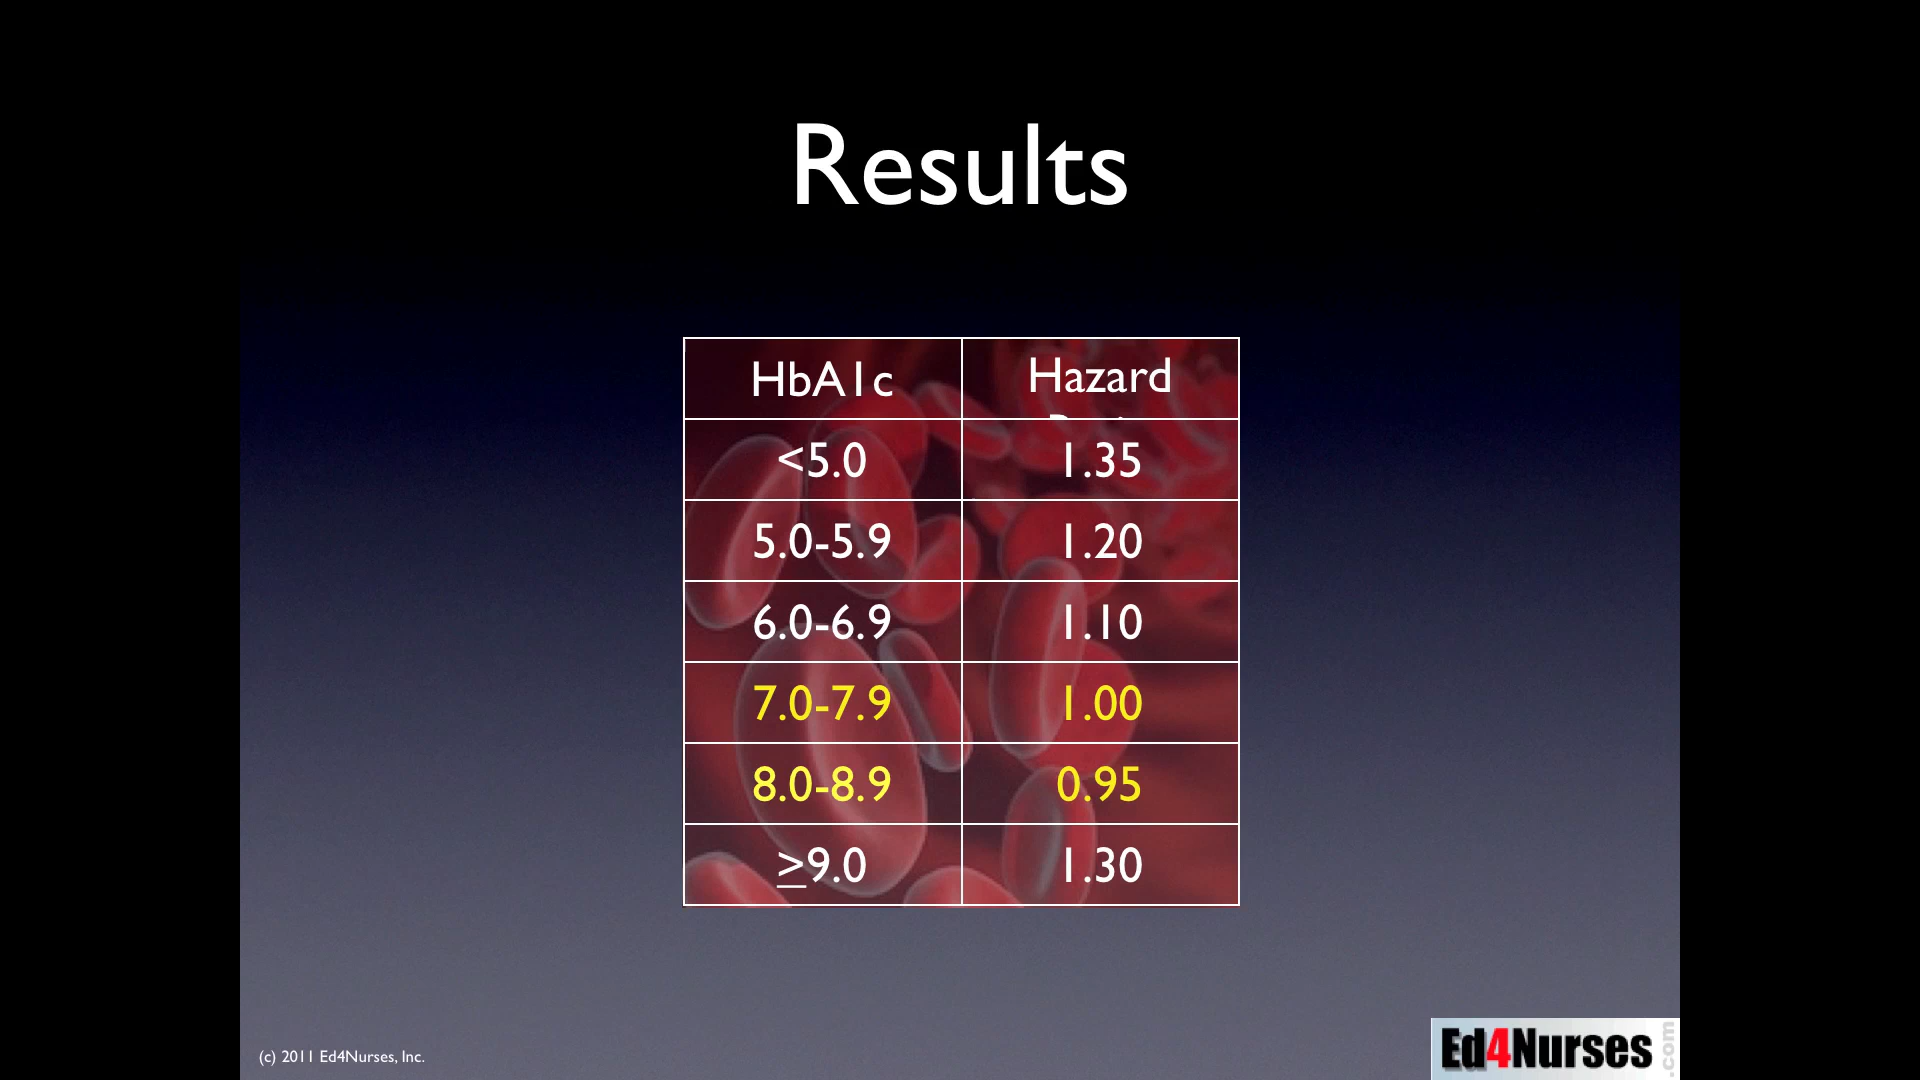 Results
HbA1c Hazard
<5.0 1.35
5.0-5.9 1.20
6.0-6.9 1.10
7.0-7.9 1.00
8.0-8.9 0.95
≥9.0 1.30
(c) 2011 Ed4Nurses, Inc.
Ed4Nurses.com